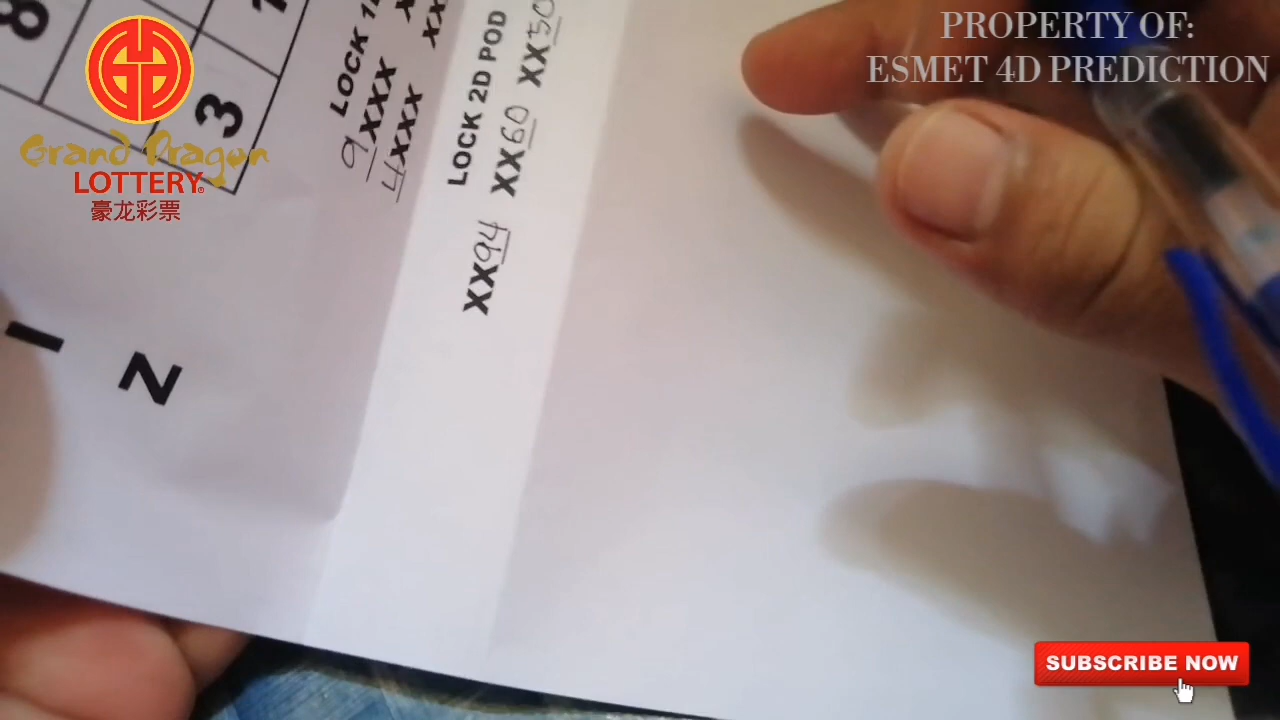 PROPERTY OF:
ESMET 4D PREDICTION
Grand Dragon
LOTTERY®
豪龙彩票
8
3
LOCK
9XXX
4XXX
LOCK 2D POD
XX94 XX60 XX50
I
N
SUBSCRIBE NOW